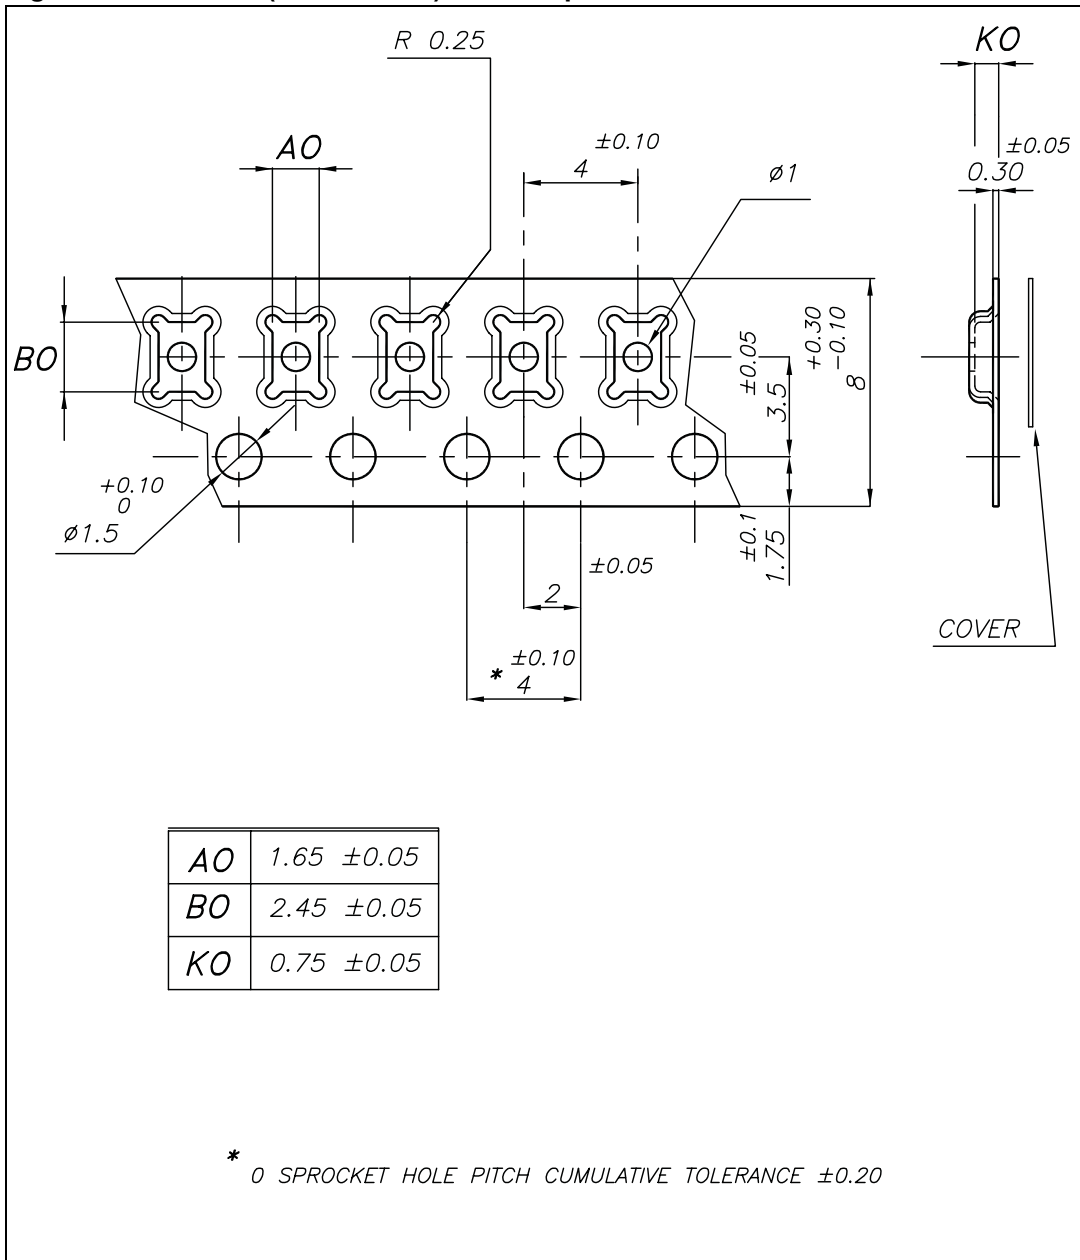 R 0.25
KO
AO
±0.10
4
ø1
±0.05
0.30
BO
±0.05
3.5
+0.30
−0.10
8
+0.10
0
ø1.5
±0.1
1.75
±0.05
2
COVER
±0.10
* 4
AO 1.65 ±0.05
BO 2.45 ±0.05
KO 0.75 ±0.05
*
0 SPROCKET HOLE PITCH CUMULATIVE TOLERANCE ±0.20